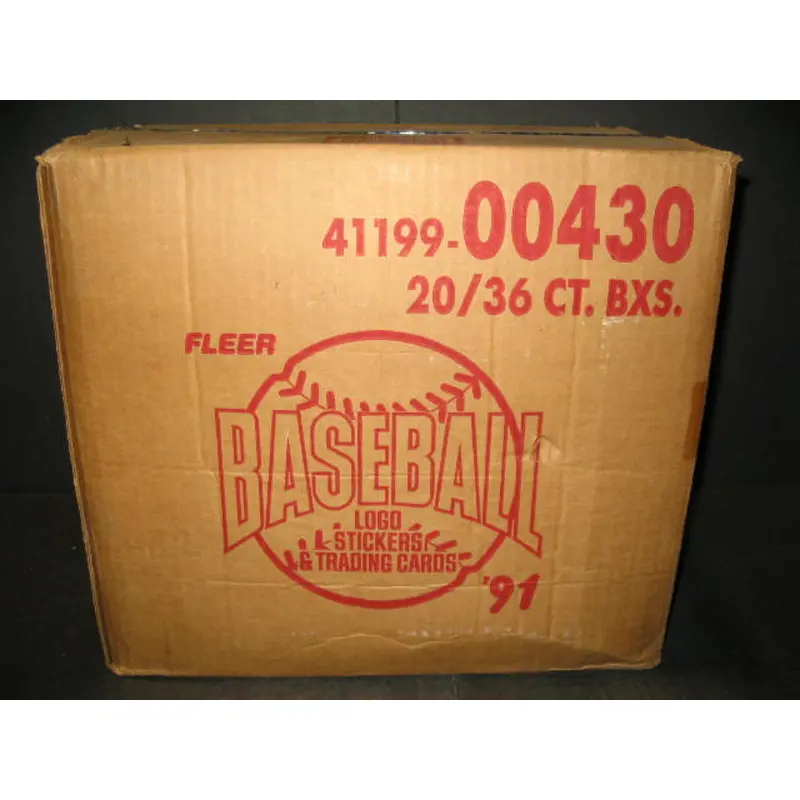 41199-00430
20/36 CT. BXS.
FLEER
BASEBALL
LOGO
STICKERS
& TRADING CARDS
'91